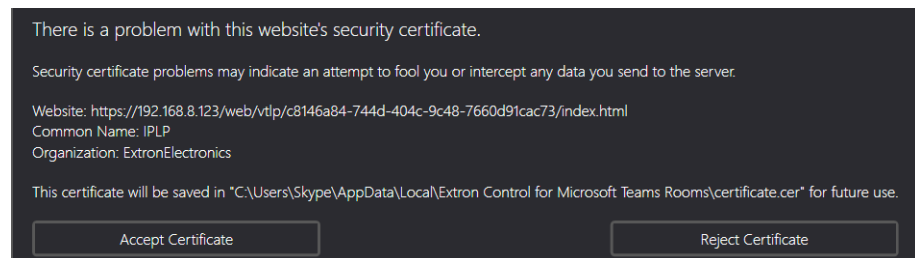 There is a problem with this website's security certificate.
Security certificate problems may indicate an attempt to fool you or intercept any data you send to the server.
Website: https://192.168.8.123/web/vtlp/c8146a84-744d-404c-9c48-7660d91cac73/index.html
Common Name: IPLP
Organization: ExtronElectronics
This certificate will be saved in "C:\Users\Skype\AppData\Local\Extron Control for Microsoft Teams Rooms\certificate.cer" for future use.
Accept Certificate
Reject Certificate